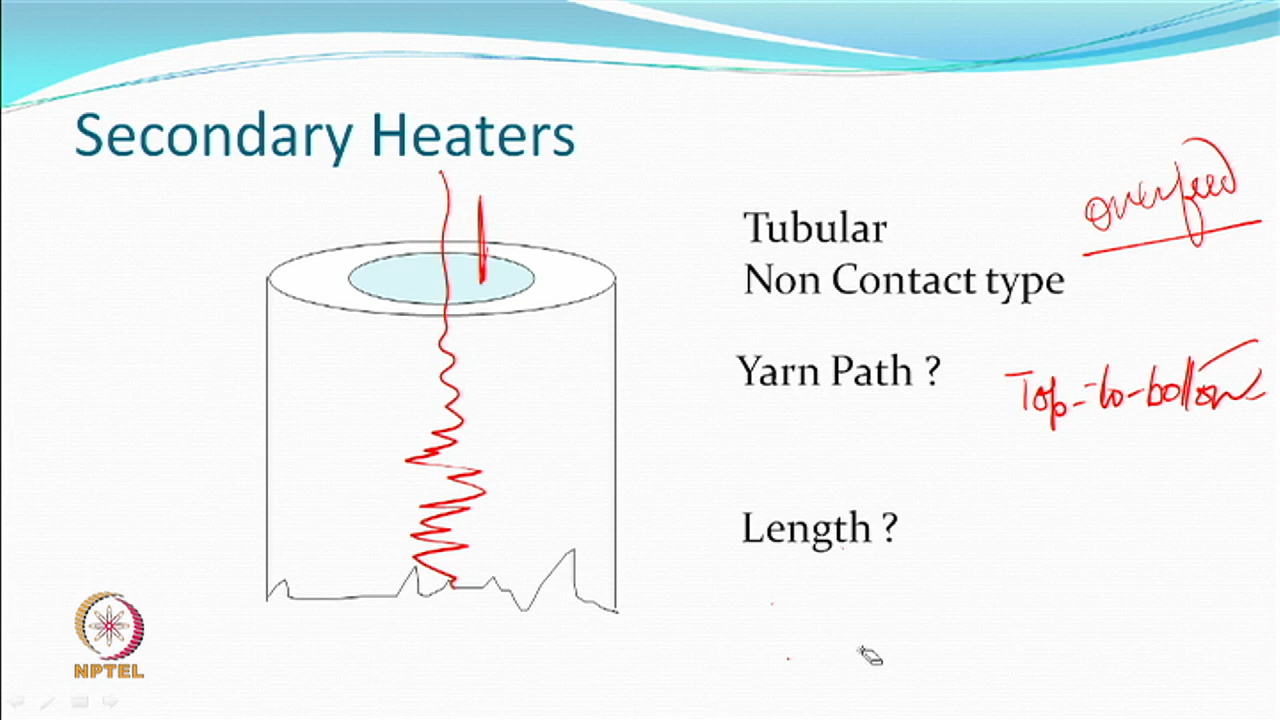 Secondary Heaters
overfeed
Tubular
Non Contact type
Yarn Path ?
Top-to-bottom
Length ?
NPTEL